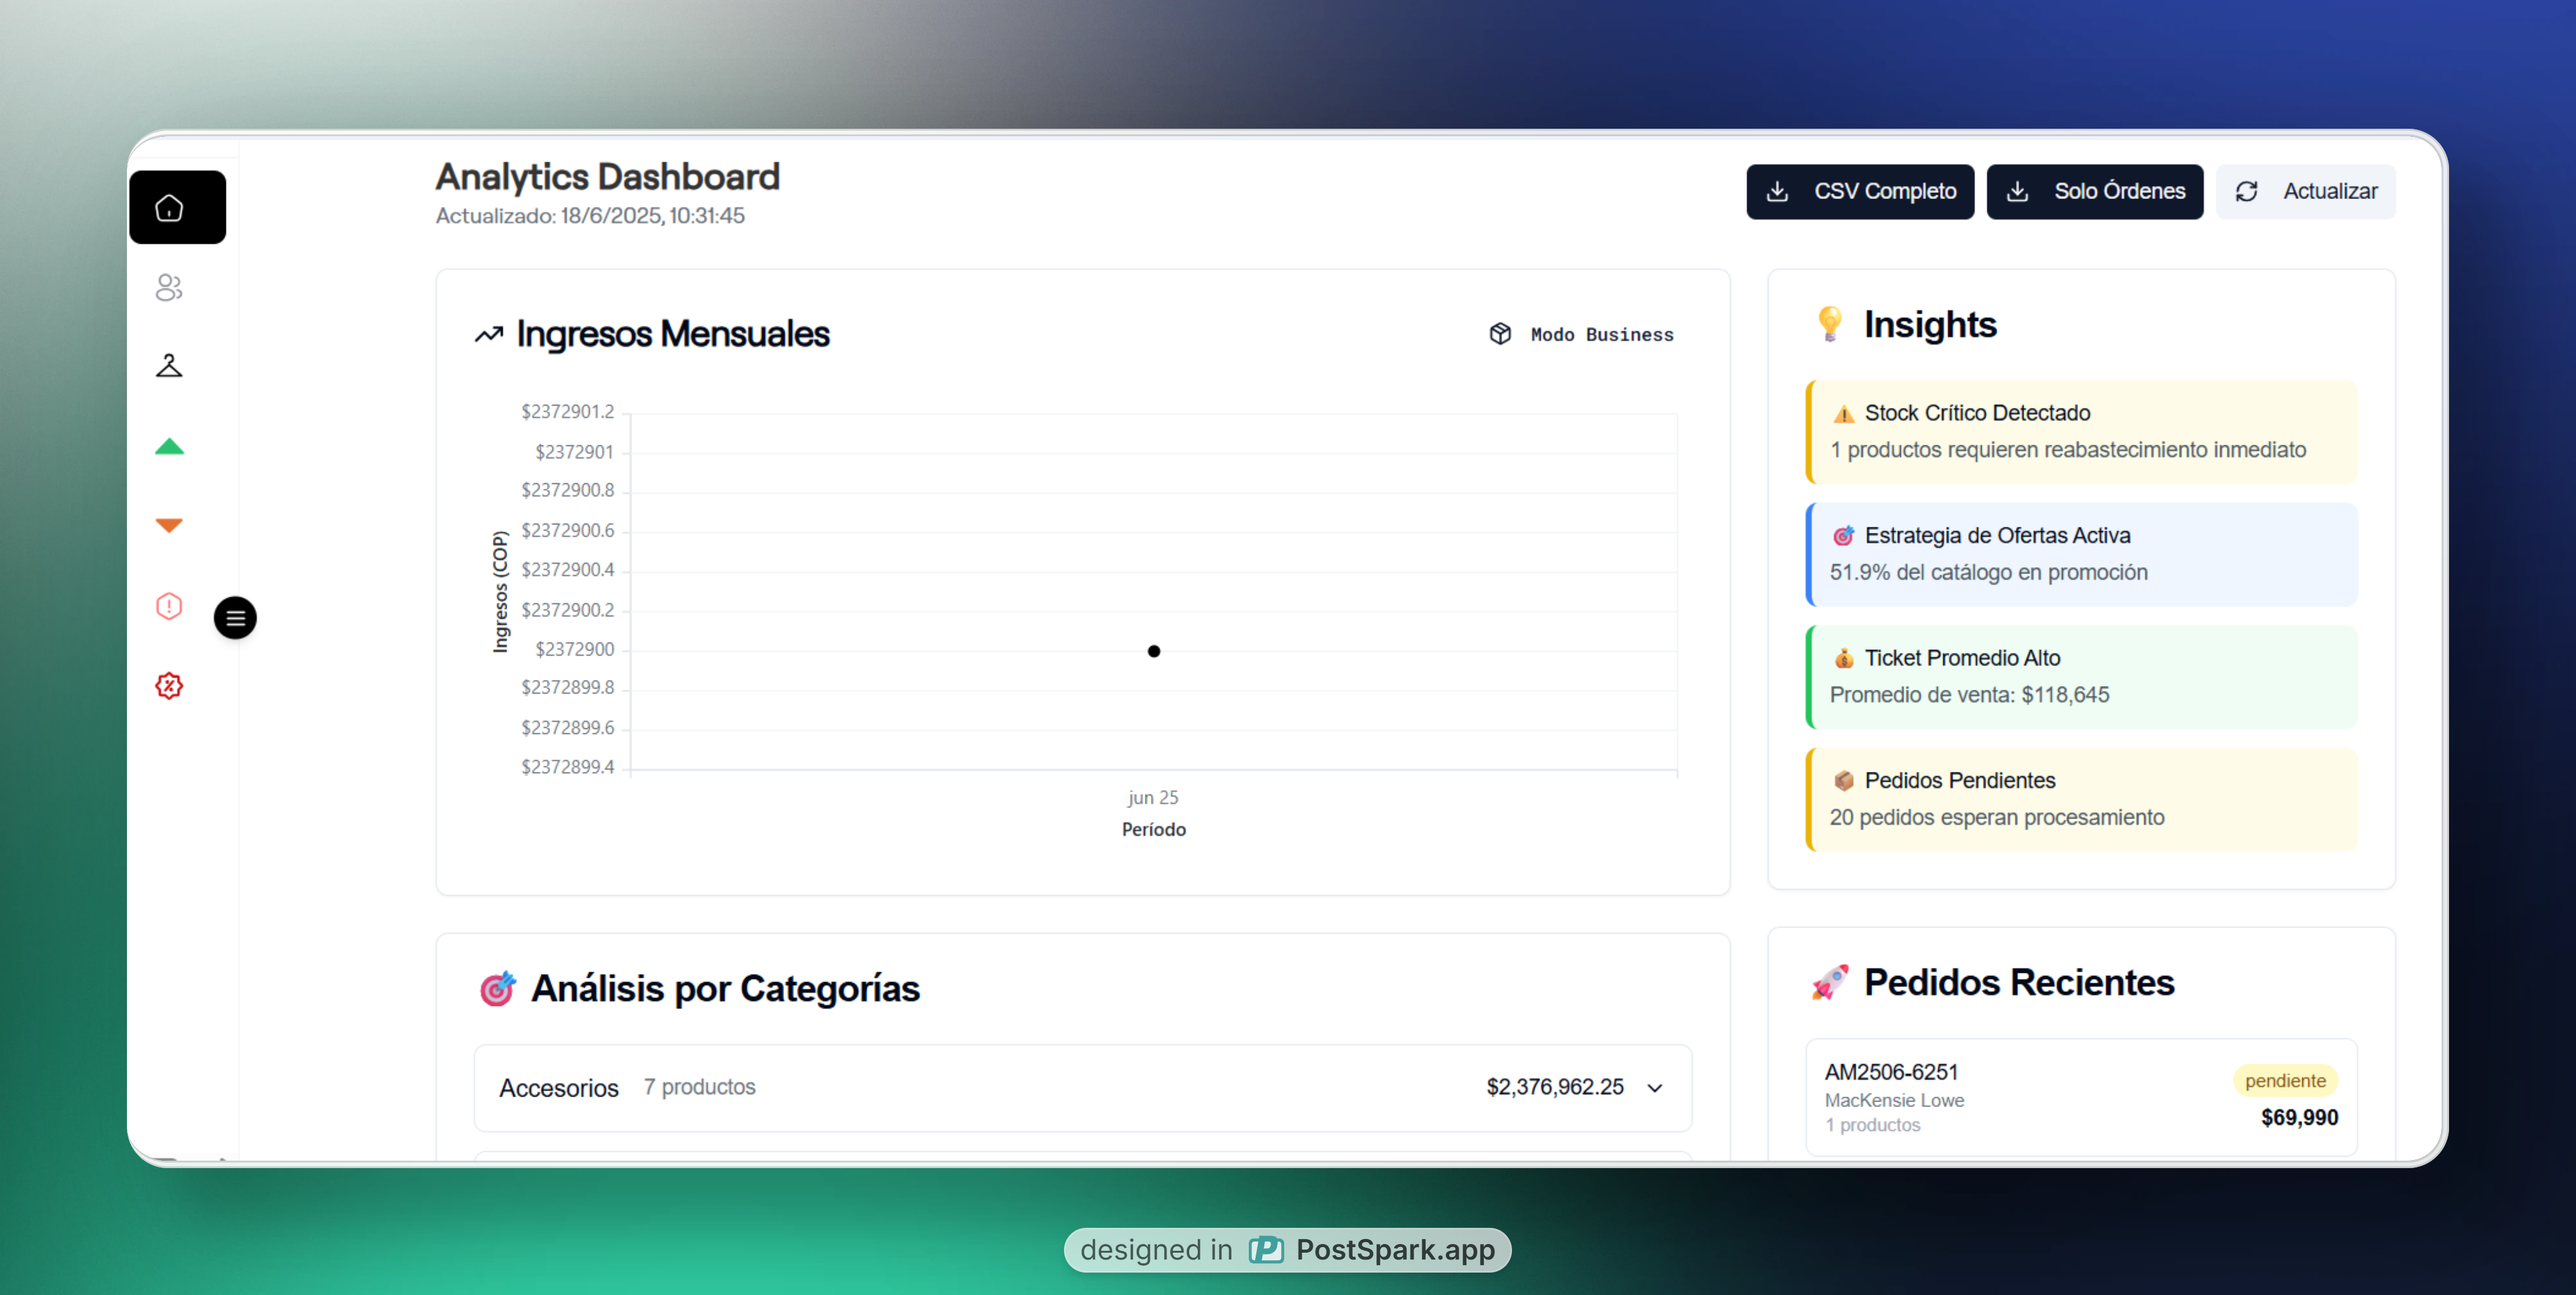 Analytics Dashboard
Actualizado: 18/6/2025, 10:31:45
CSV Completo
Solo Órdenes
Actualizar
Ingresos Mensuales
Modo Business
$2372901.2
$2372901
$2372900.8
$2372900.6
$2372900.4
$2372900.2
$2372900
$2372899.8
$2372899.6
$2372899.4
Ingresos (COP)
jun 25
Período
Insights
Stock Crítico Detectado
1 productos requieren reabastecimiento inmediato
Estrategia de Ofertas Activa
51.9% del catálogo en promoción
Ticket Promedio Alto
Promedio de venta: $118,645
Pedidos Pendientes
20 pedidos esperan procesamiento
Análisis por Categorías
Accesorios 7 productos $2,376,962.25
Pedidos Recientes
AM2506-6251
MacKensie Lowe
1 productos
pendiente
$69,990
designed in PostSpark.app